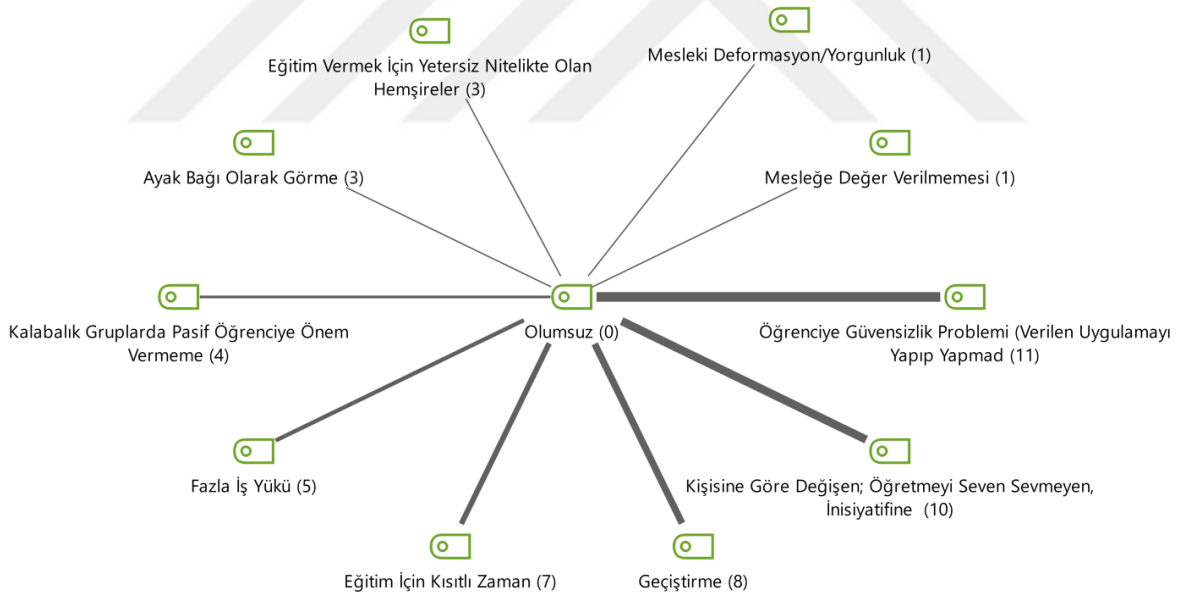 Mesleki Deformasyon/Yorgunluk (1)
Eğitim Vermek İçin Yetersiz Nitelikte Olan
Hemşireler (3)
Ayak Bağı Olarak Görme (3)
Mesleğe Değer Verilmemesi (1)
Kalabalık Gruplarda Pasif Öğrenciye Önem
Vermeme (4)
Olumsuz (0)
Öğrenciye Güvensizlik Problemi (Verilen Uygulamayı
Yapıp Yapmad (11)
Fazla İş Yükü (5)
Kişisine Göre Değişen; Öğretmeyi Seven Sevmeyen,
İnisiyatifine (10)
Eğitim İçin Kısıtlı Zaman (7)
Geçiştirme (8)